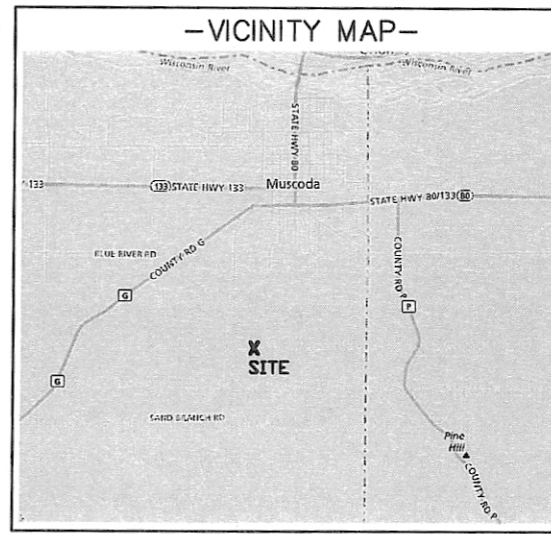 -VICINITY MAP-
Wisconsin River
Wisconsin River
STATE HWY-80
-133
133 STATE HWY-133
Muscoda
STATE HWY-80/133 80
BLUE RIVER RD
COUNTY RD G
COUNTY RD P
G
P
X
SITE
G
SAND BRANCH RD
Pine
Hill
COUNTY RD P